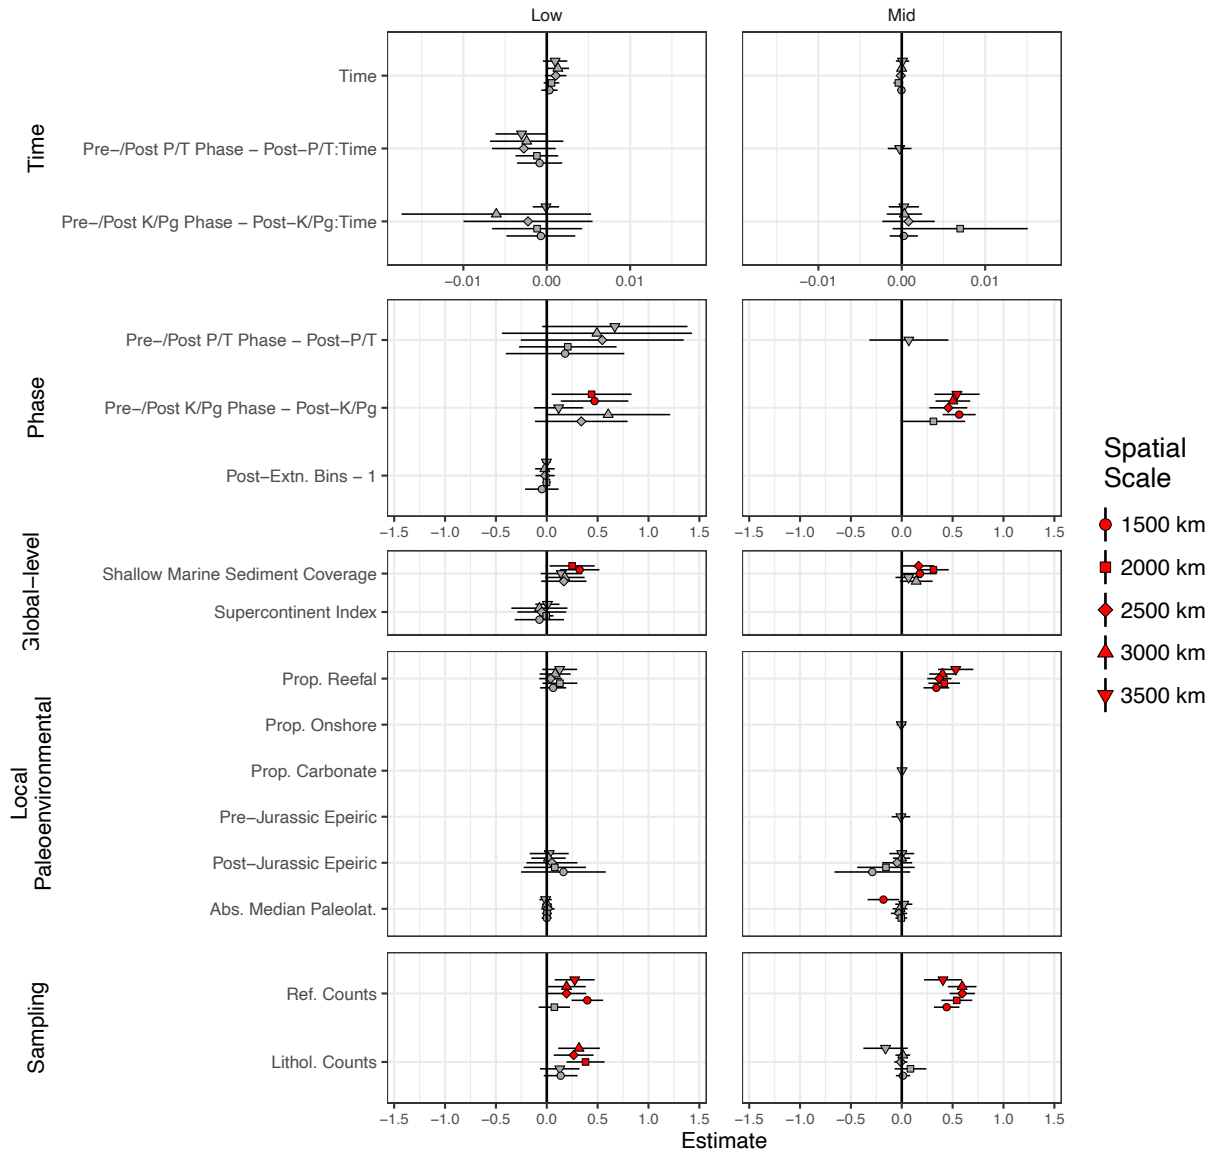 Low
Mid
Time
Time
Pre−/Post P/T Phase − Post−P/T:Time
Pre−/Post K/Pg Phase − Post−K/Pg:Time
−0.01 0.00 0.01
−0.01 0.00 0.01
Phase
Pre−/Post P/T Phase − Post−P/T
Pre−/Post K/Pg Phase − Post−K/Pg
Post−Extn. Bins − 1
−1.5 −1.0 −0.5 0.0 0.5 1.0 1.5
−1.5 −1.0 −0.5 0.0 0.5 1.0 1.5
Global−level
Shallow Marine Sediment Coverage
Supercontinent Index
Local
Paleoenvironmental
Prop. Reefal
Prop. Onshore
Prop. Carbonate
Pre−Jurassic Epeiric
Post−Jurassic Epeiric
Abs. Median Paleolat.
Sampling
Ref. Counts
Lithol. Counts
−1.5 −1.0 −0.5 0.0 0.5 1.0 1.5
−1.5 −1.0 −0.5 0.0 0.5 1.0 1.5
Estimate
Spatial
Scale
1500 km
2000 km
2500 km
3000 km
3500 km